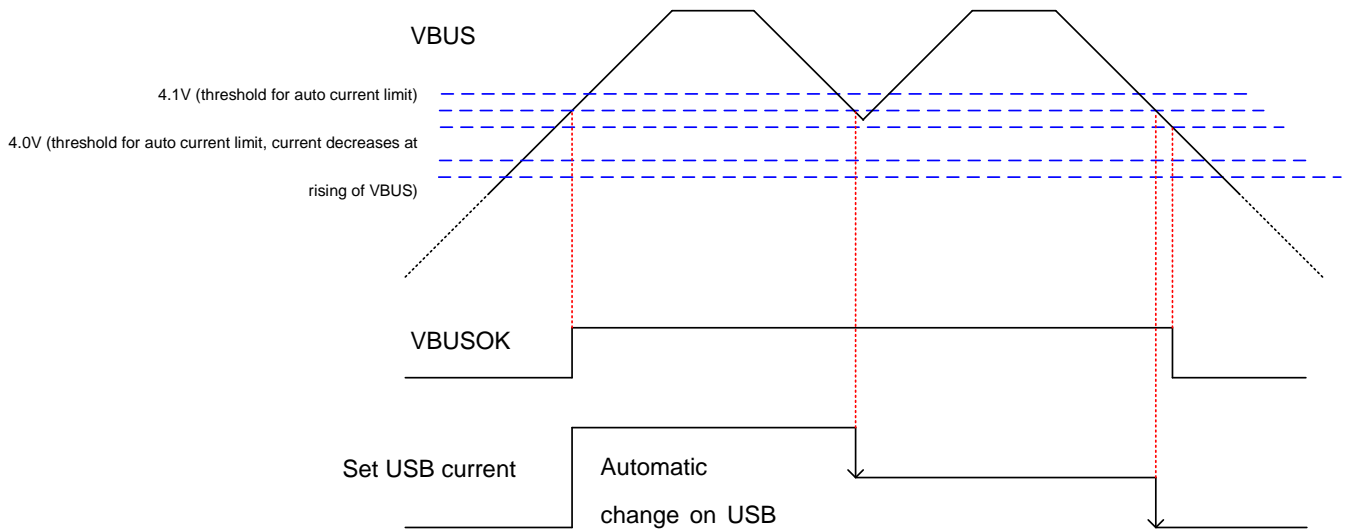 VBUS
4.1V (threshold for auto current limit)
4.0V (threshold for auto current limit, current decreases at
rising of VBUS)
VBUSOK
Set USB current
Automatic
change on USB